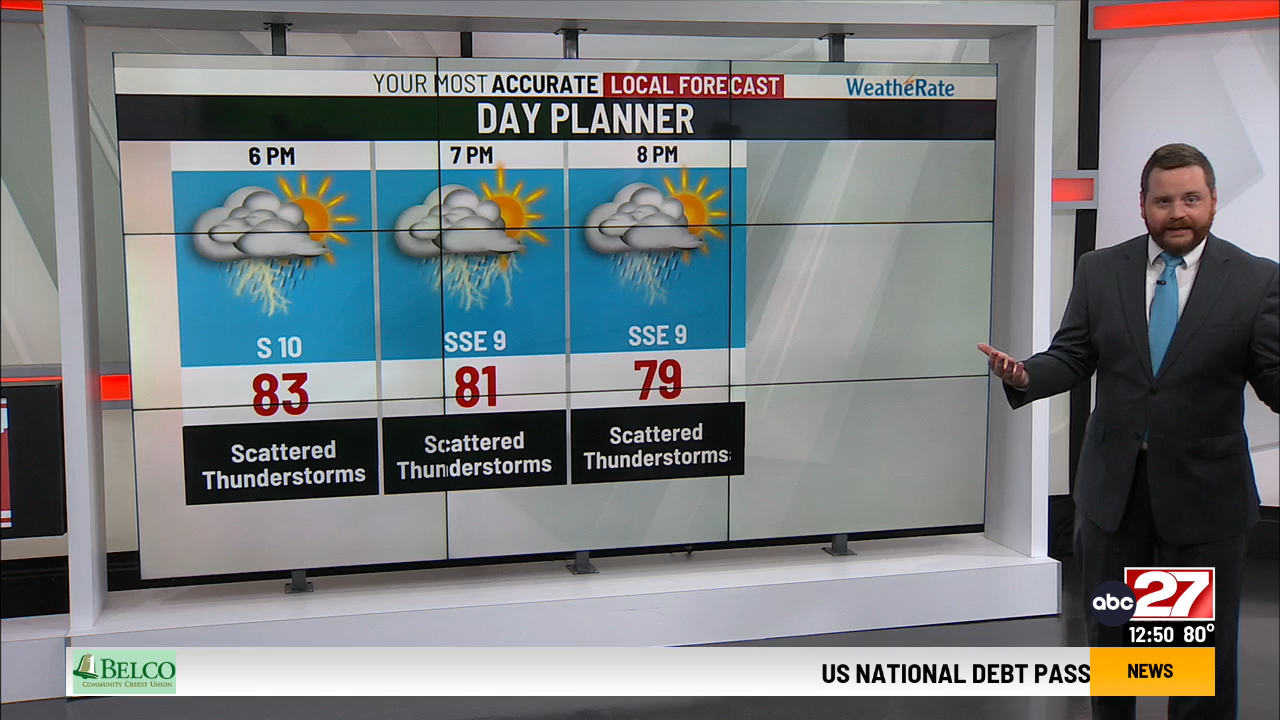 YOUR MOST ACCURATE LOCAL FORECAST
WeatheRate
DAY PLANNER
6 PM
7 PM
8 PM
S 10
SSE 9
SSE 9
83
81
79
Scattered
Thunderstorms
Scattered
Thunderstorms
Scattered
Thunderstorms
abc 27
12:50 80°
BELCO
COMMUNITY CREDIT UNION
US NATIONAL DEBT PASS
NEWS